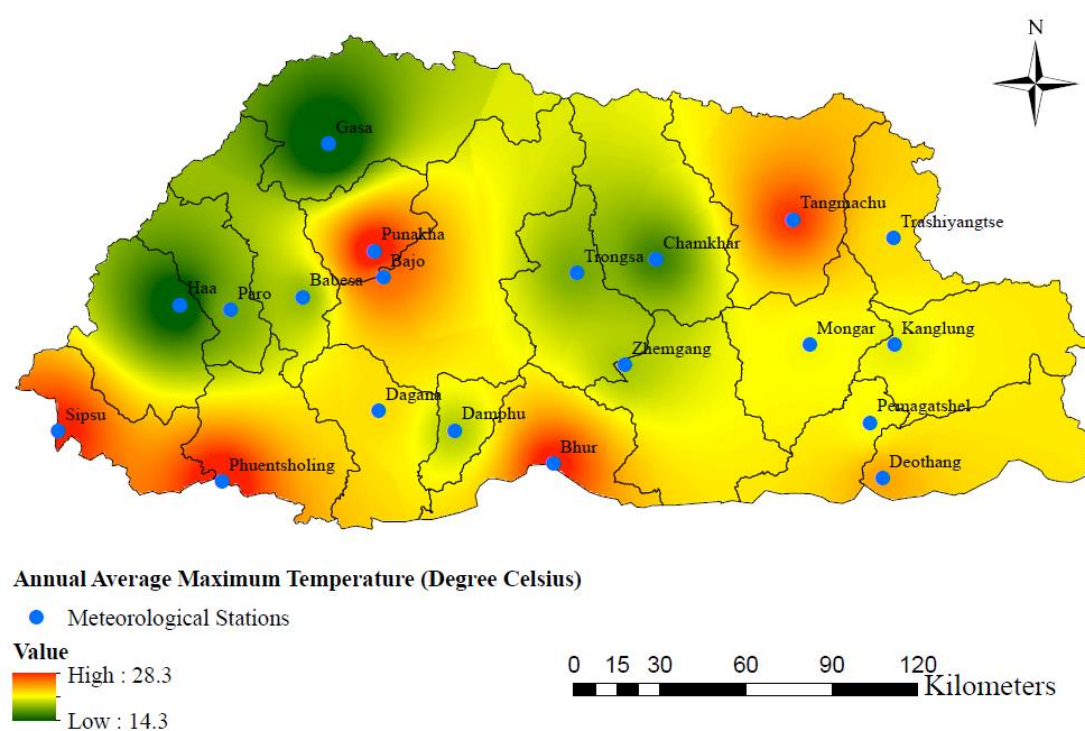 N
Gasa
Punakha
Bajo
Tangmachu
Trashiyangtse
Chamkhar
Trongsa
Babesa
Haa
Paro
Mongar
Kanglung
Zhemgang
Dagana
Damphu
Pemagatshel
Sipsu
Bhur
Phuentsholing
Deothang
Annual Average Maximum Temperature (Degree Celsius)
Meteorological Stations
Value
High : 28.3
Low : 14.3
0 15 30 60 90 120
Kilometers